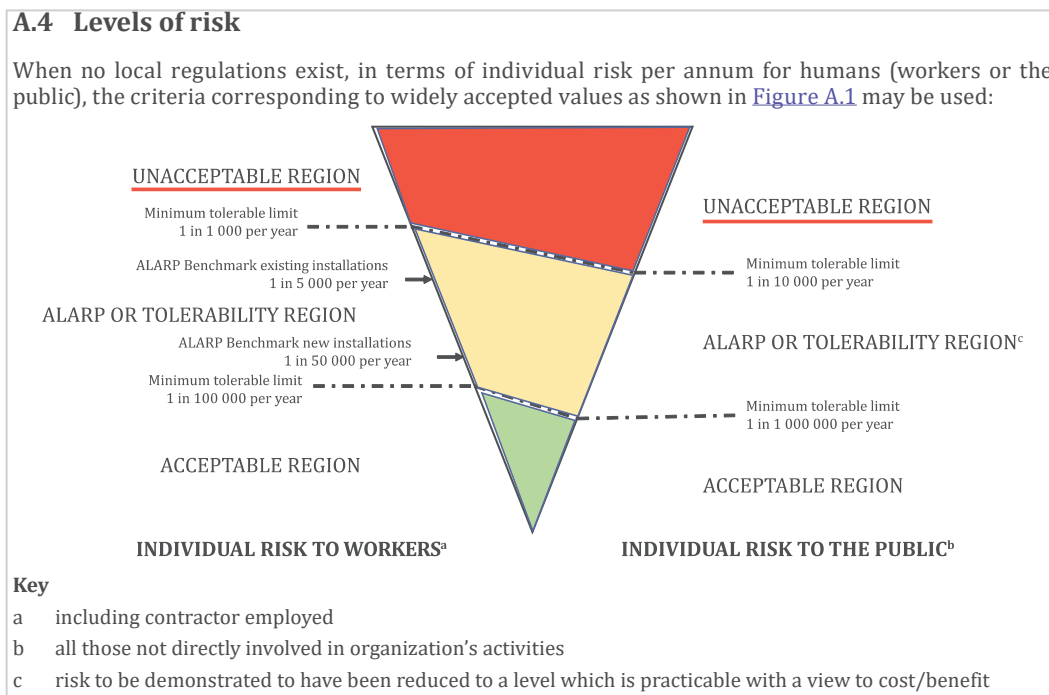 A.4 Levels of risk
When no local regulations exist, in terms of individual risk per annum for humans (workers or the
public), the criteria corresponding to widely accepted values as shown in Figure A.1 may be used:
UNACCEPTABLE REGION
Minimum tolerable limit
1 in 1 000 per year
ALARP Benchmark existing installations
1 in 5 000 per year
ALARP OR TOLERABILITY REGION
ALARP Benchmark new installations
1 in 50 000 per year
Minimum tolerable limit
1 in 100 000 per year
ACCEPTABLE REGION
INDIVIDUAL RISK TO WORKERSa
UNACCEPTABLE REGION
Minimum tolerable limit
1 in 10 000 per year
ALARP OR TOLERABILITY REGIONc
Minimum tolerable limit
1 in 1 000 000 per year
ACCEPTABLE REGION
INDIVIDUAL RISK TO THE PUBLICb
Key
a including contractor employed
b all those not directly involved in organization's activities
c risk to be demonstrated to have been reduced to a level which is practicable with a view to cost/benefit